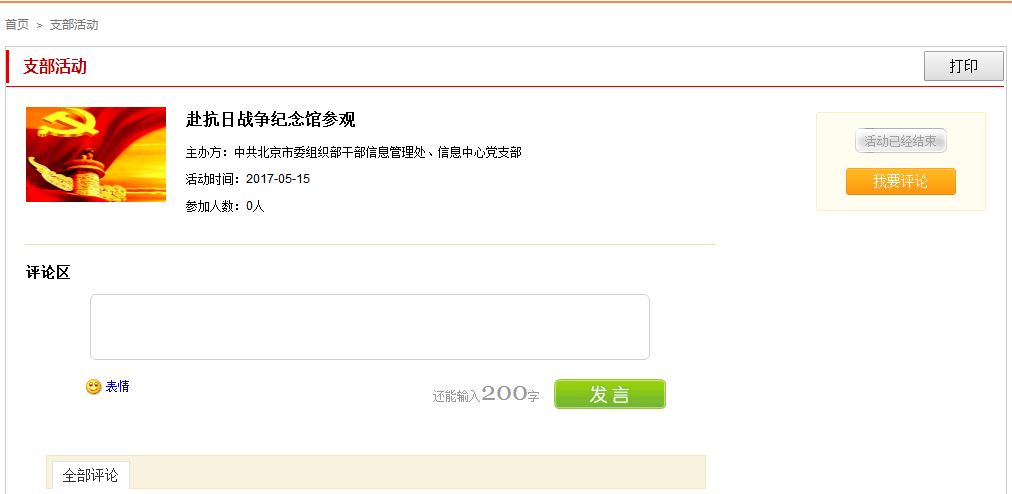 首页 > 支部活动
支部活动
打印
赴抗日战争纪念馆参观
主办方：中共北京市委组织部干部信息管理处、信息中心党支部
活动时间：2017-05-15
参加人数：0人
活动已经结束
我要评论
评论区
表情
还能输入200字
发言
全部评论